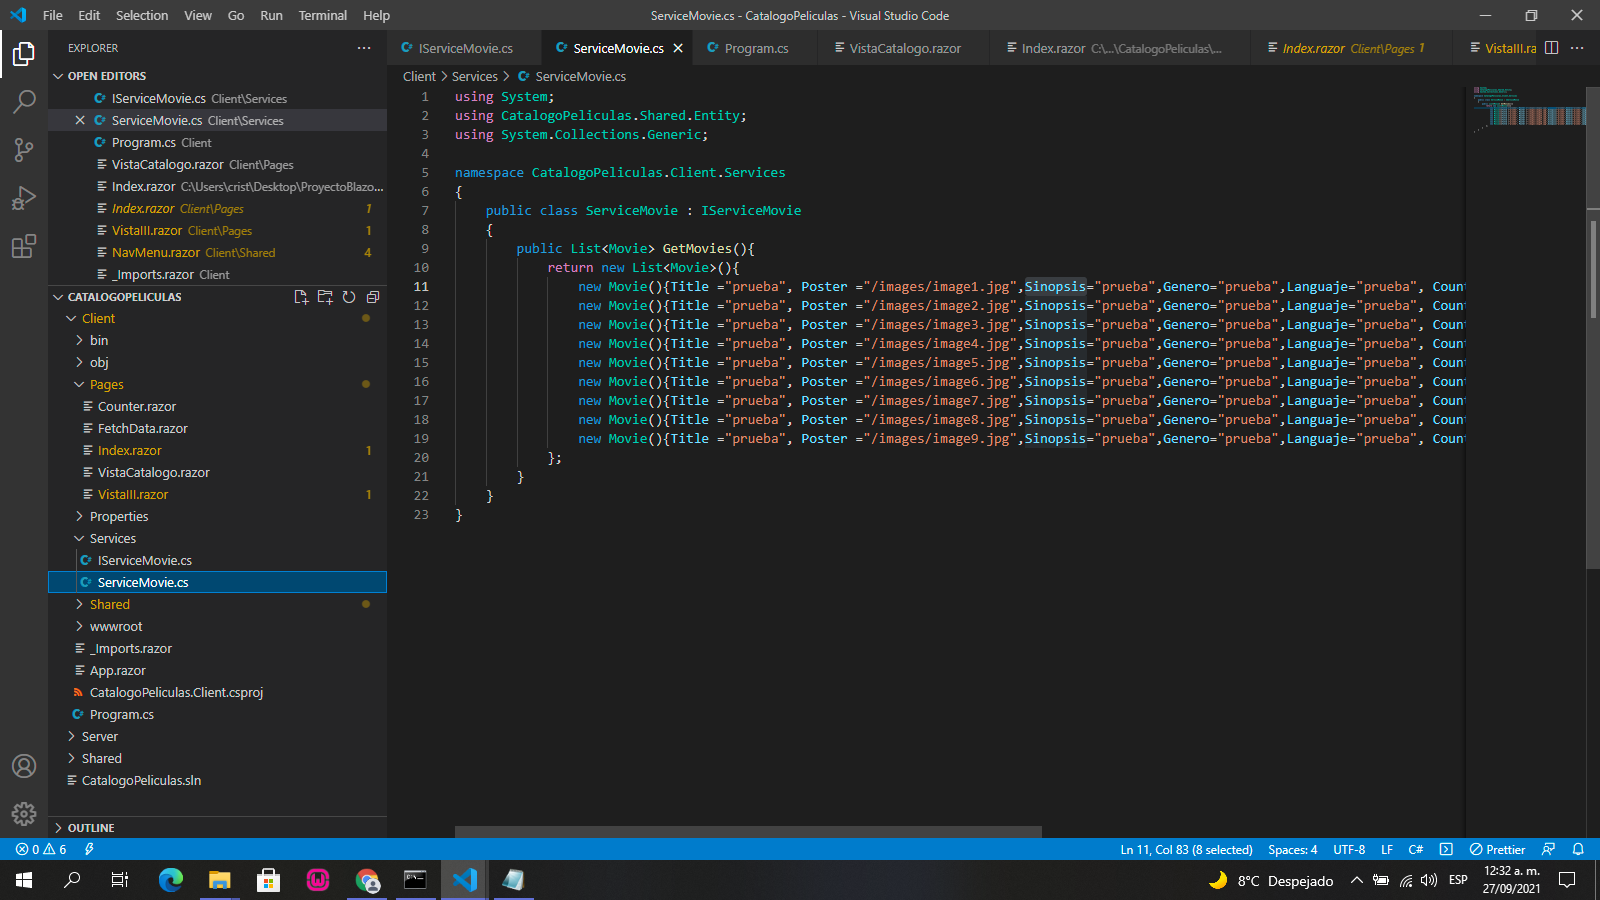 File Edit Selection View Go Run Terminal Help
ServiceMovie.cs - CatalogoPeliculas - Visual Studio Code
EXPLORER
IServiceMovie.cs ServiceMovie.cs Program.cs VistaCatalogo.razor Index.razor C:\...\CatalogoPeliculas\... Index.razor Client\Pages 1 VistaIII.ra
OPEN EDITORS
IServiceMovie.cs Client\Services
ServiceMovie.cs Client\Services
Program.cs Client
VistaCatalogo.razor Client\Pages
Index.razor C:\Users\crist\Desktop\ProyectoBlazo...
Index.razor Client\Pages 1
VistaIII.razor Client\Pages 1
NavMenu.razor Client\Shared 4
_Imports.razor Client
CATALOGOPELICULAS
Client
bin
obj
Pages
Counter.razor
FetchData.razor
Index.razor 1
VistaCatalogo.razor
VistaIII.razor 1
Properties
Services
IServiceMovie.cs
ServiceMovie.cs
Shared
wwwroot
_Imports.razor
App.razor
CatalogoPeliculas.Client.csproj
Program.cs
Server
Shared
CatalogoPeliculas.sln
OUTLINE
Client > Services > ServiceMovie.cs
1 using System;
2 using CatalogoPeliculas.Shared.Entity;
3 using System.Collections.Generic;
4
5 namespace CatalogoPeliculas.Client.Services
6 {
7 public class ServiceMovie : IServiceMovie
8 {
9 public List<Movie> GetMovies(){
10 return new List<Movie>(){
11 new Movie(){Title ="prueba", Poster ="/images/image1.jpg",Sinopsis="prueba",Genero="prueba",Languaje="prueba", Coun
12 new Movie(){Title ="prueba", Poster ="/images/image2.jpg",Sinopsis="prueba",Genero="prueba",Languaje="prueba", Coun
13 new Movie(){Title ="prueba", Poster ="/images/image3.jpg",Sinopsis="prueba",Genero="prueba",Languaje="prueba", Coun
14 new Movie(){Title ="prueba", Poster ="/images/image4.jpg",Sinopsis="prueba",Genero="prueba",Languaje="prueba", Coun
15 new Movie(){Title ="prueba", Poster ="/images/image5.jpg",Sinopsis="prueba",Genero="prueba",Languaje="prueba", Coun
16 new Movie(){Title ="prueba", Poster ="/images/image6.jpg",Sinopsis="prueba",Genero="prueba",Languaje="prueba", Coun
17 new Movie(){Title ="prueba", Poster ="/images/image7.jpg",Sinopsis="prueba",Genero="prueba",Languaje="prueba", Coun
18 new Movie(){Title ="prueba", Poster ="/images/image8.jpg",Sinopsis="prueba",Genero="prueba",Languaje="prueba", Coun
19 new Movie(){Title ="prueba", Poster ="/images/image9.jpg",Sinopsis="prueba",Genero="prueba",Languaje="prueba", Coun
20 };
21 }
22 }
23 }
0 6 Ln 11, Col 83 (8 selected) Spaces: 4 UTF-8 LF C# Prettier
8°C Despejado ESP 12:32 a. m.
27/09/2021